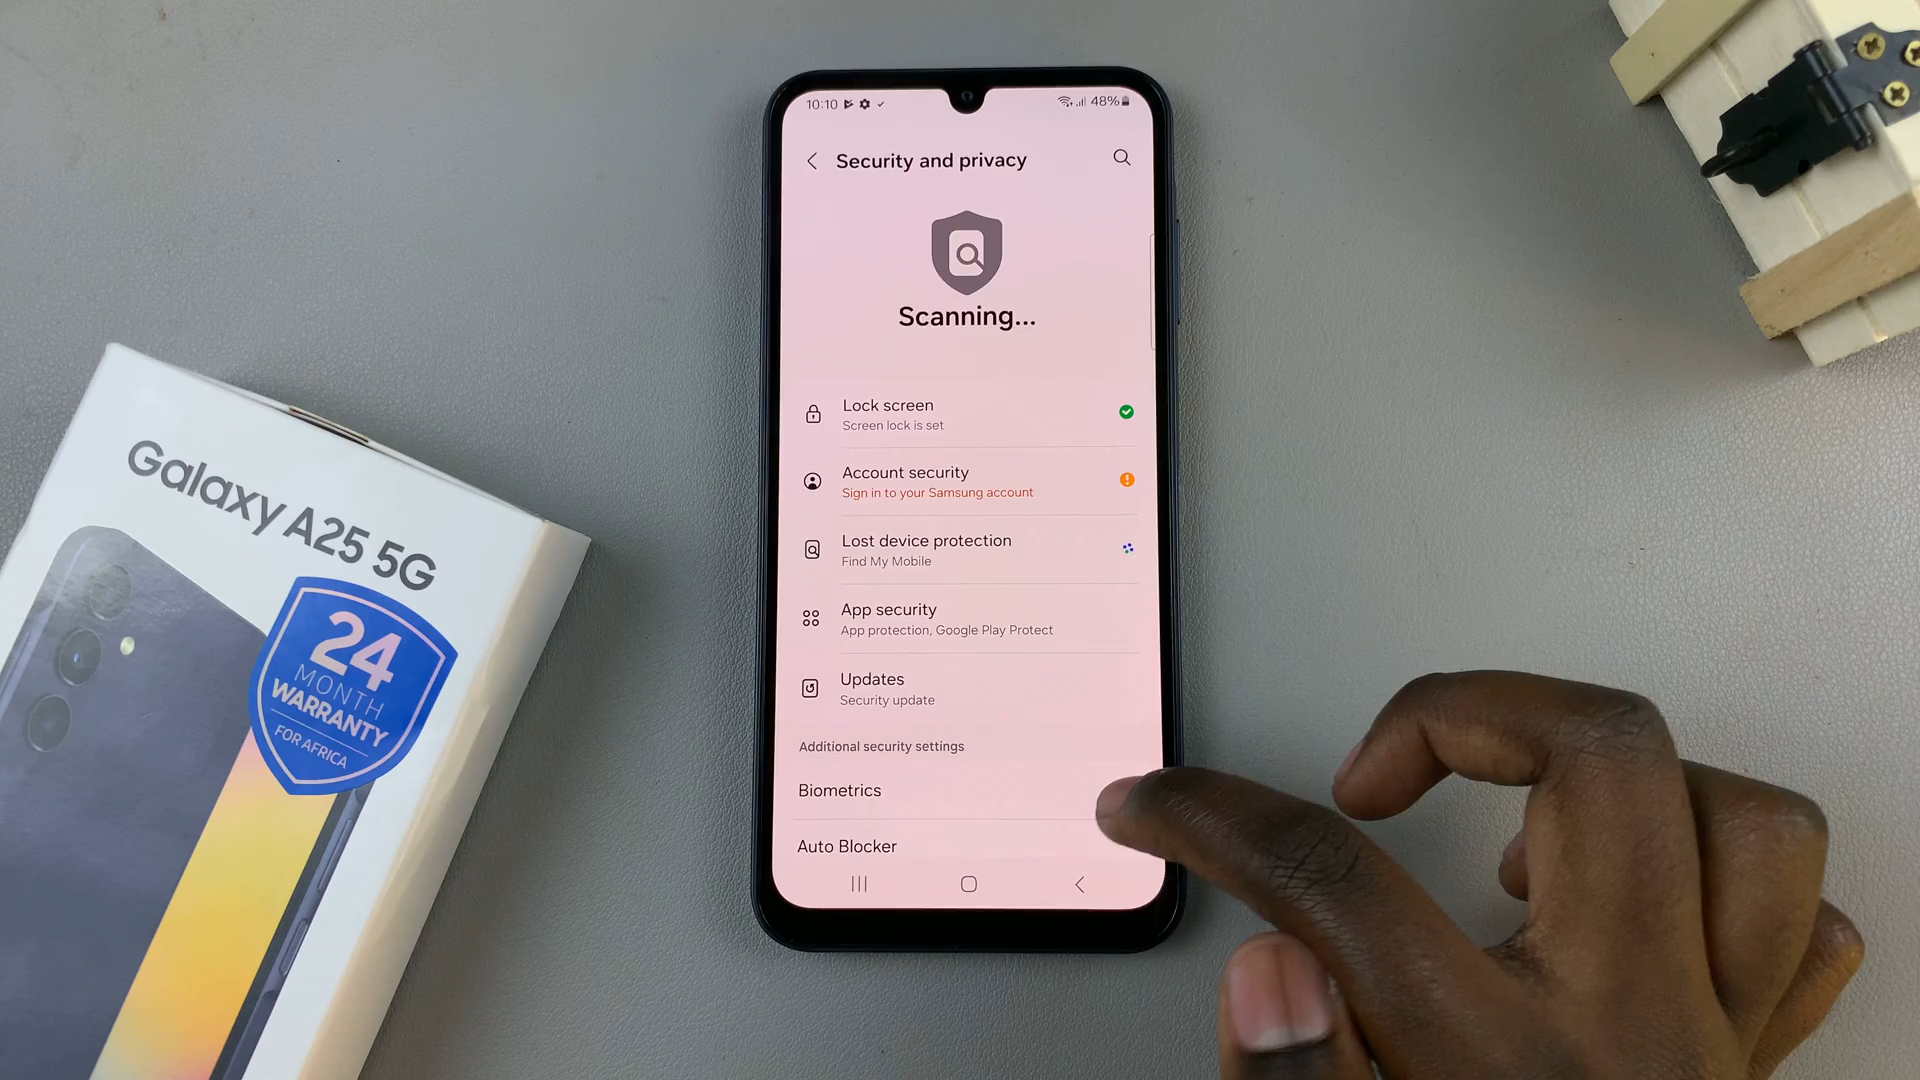 10:10
48%
Security and privacy
Scanning...
Lock screen
Screen lock is set
Account security
Sign in to your Samsung account
Lost device protection
Find My Mobile
App security
App protection, Google Play Protect
Updates
Security update
Additional security settings
Biometrics
Auto Blocker
Galaxy A25 5G
24
MONTH
WARRANTY
FOR AFRICA